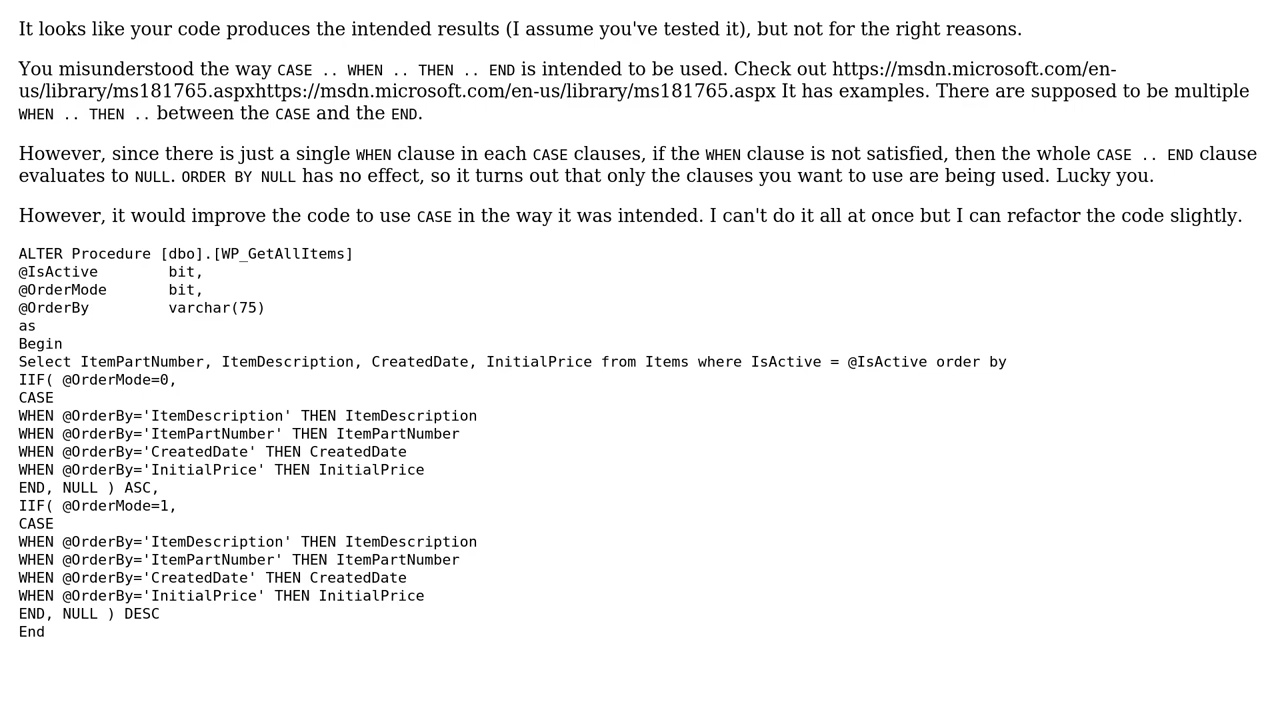 It looks like your code produces the intended results (I assume you've tested it), but not for the right reasons.
You misunderstood the way CASE .. WHEN .. THEN .. END is intended to be used. Check out https://msdn.microsoft.com/en-
us/library/ms181765.aspxhttps://msdn.microsoft.com/en-us/library/ms181765.aspx It has examples. There are supposed to be multiple
WHEN .. THEN .. between the CASE and the END.
However, since there is just a single WHEN clause in each CASE clauses, if the WHEN clause is not satisfied, then the whole CASE .. END clause
evaluates to NULL. ORDER BY NULL has no effect, so it turns out that only the clauses you want to use are being used. Lucky you.
However, it would improve the code to use CASE in the way it was intended. I can't do it all at once but I can refactor the code slightly.
ALTER Procedure [dbo].[WP_GetAllItems]
@IsActive        bit,
@OrderMode       bit,
@OrderBy         varchar(75)
as
Begin
Select ItemPartNumber, ItemDescription, CreatedDate, InitialPrice from Items where IsActive = @IsActive order by
IIF( @OrderMode=0,
CASE
WHEN @OrderBy='ItemDescription' THEN ItemDescription
WHEN @OrderBy='ItemPartNumber' THEN ItemPartNumber
WHEN @OrderBy='CreatedDate' THEN CreatedDate
WHEN @OrderBy='InitialPrice' THEN InitialPrice
END, NULL ) ASC,
IIF( @OrderMode=1,
CASE
WHEN @OrderBy='ItemDescription' THEN ItemDescription
WHEN @OrderBy='ItemPartNumber' THEN ItemPartNumber
WHEN @OrderBy='CreatedDate' THEN CreatedDate
WHEN @OrderBy='InitialPrice' THEN InitialPrice
END, NULL ) DESC
End